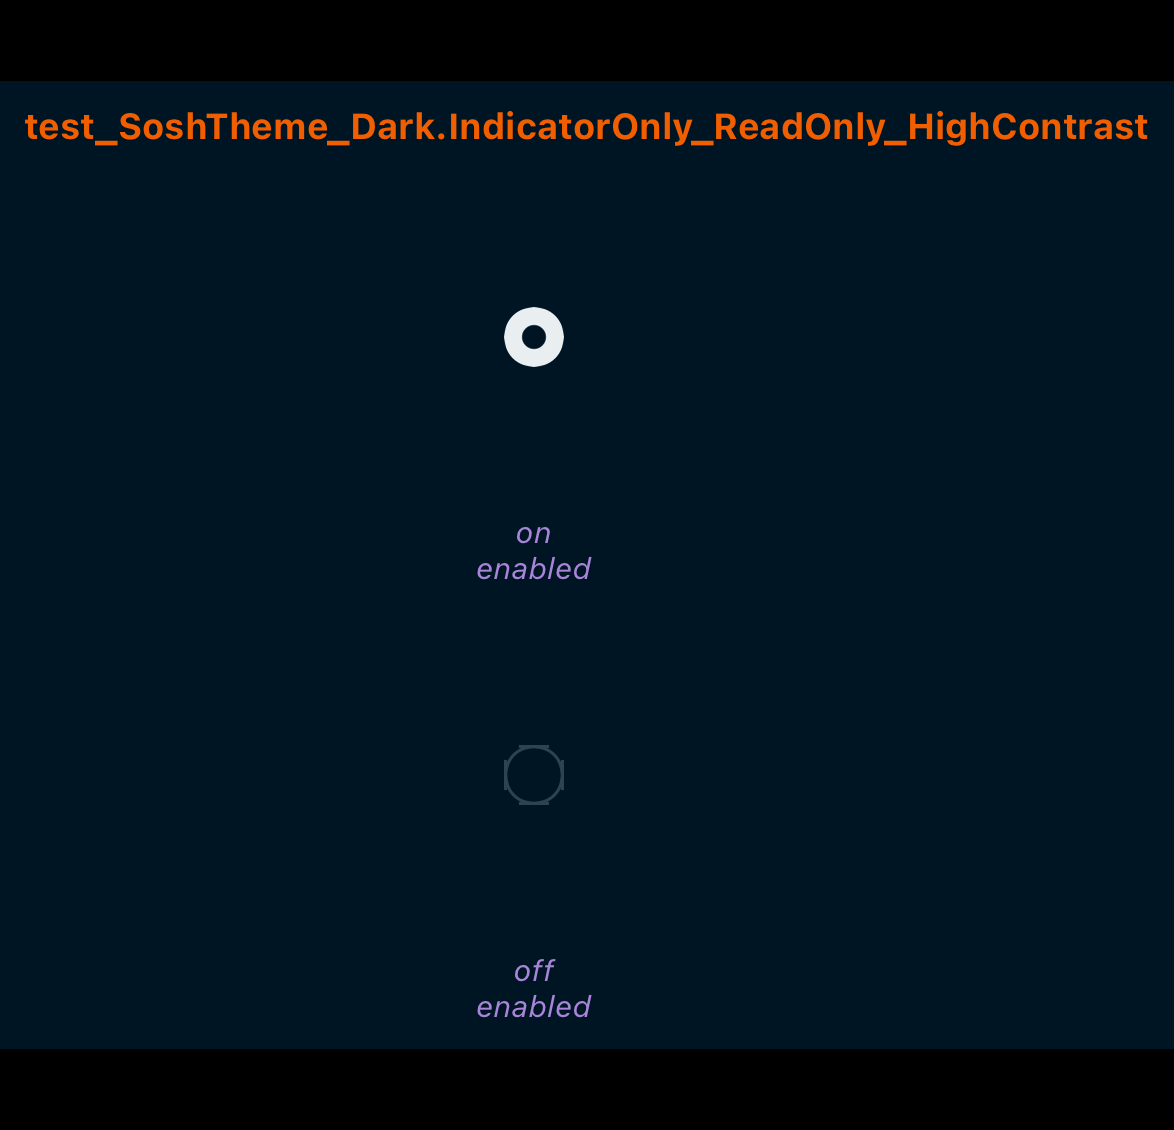 test_SoshTheme_Dark.IndicatorOnly_ReadOnly_HighContrast
on
enabled
off
enabled